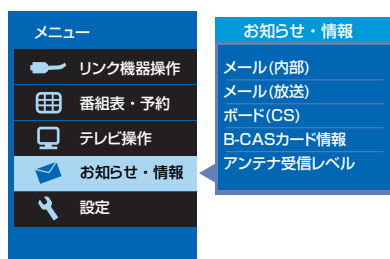 メニュー
リンク機器操作
番組表・予約
テレビ操作
お知らせ・情報
設定
お知らせ・情報
メール(内部)
メール(放送)
ボード(CS)
B-CASカード情報
アンテナ受信レベル